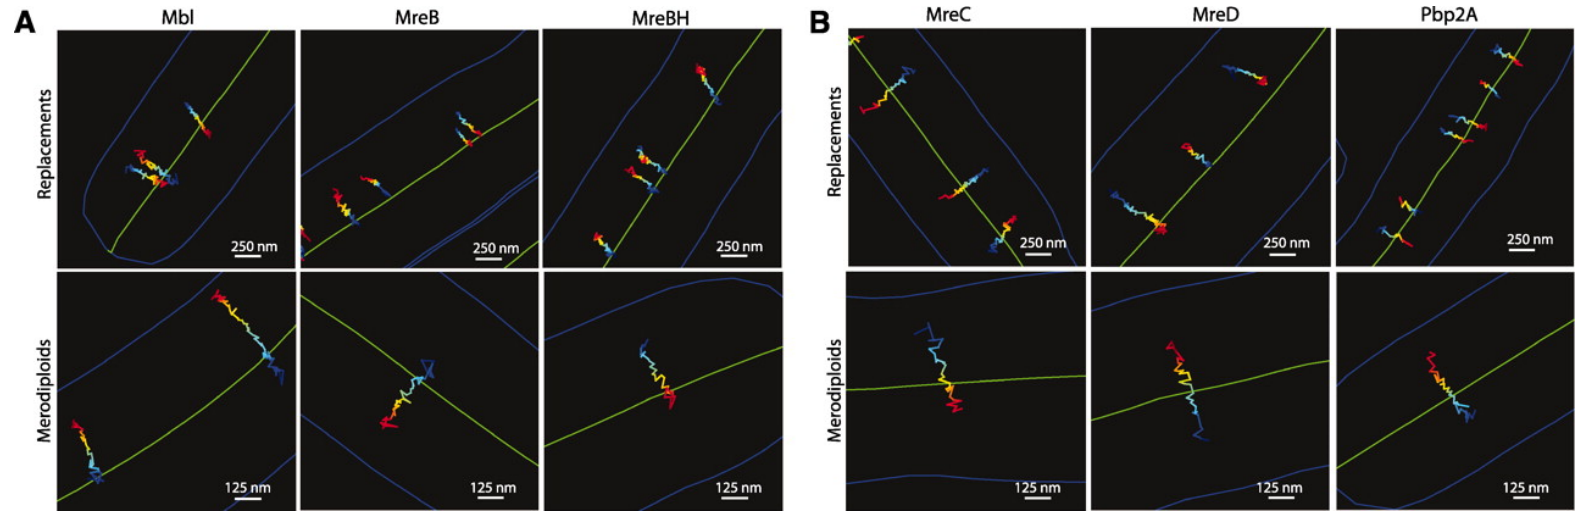 A
Mbl
MreB
MreBH
B
MreC
MreD
Pbp2A
Replacements
250 nm
250 nm
250 nm
Replacements
250 nm
250 nm
250 nm
Merodiploids
125 nm
125 nm
125 nm
Merodiploids
125 nm
125 nm
125 nm